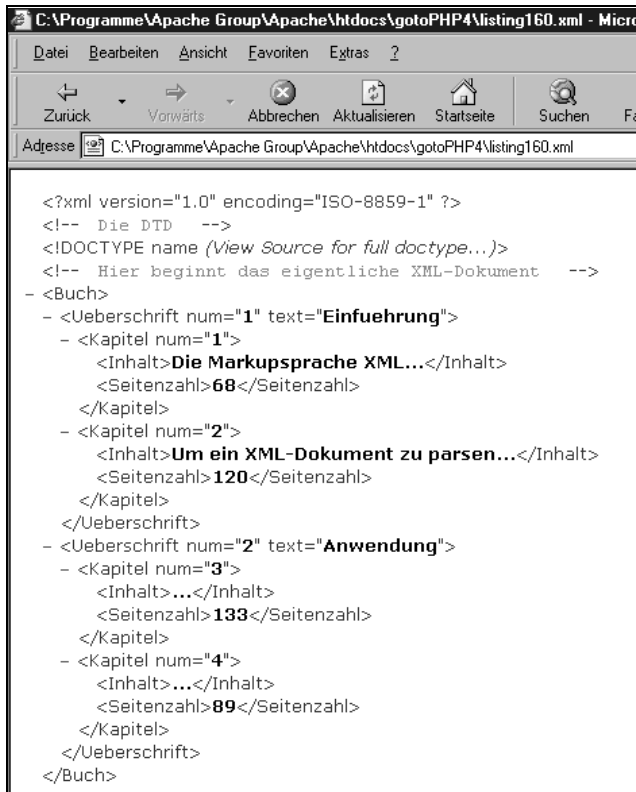 C:\Programme\Apache Group\Apache\htdocs\gotoPHP4\listing160.xml - Micr
Datei Bearbeiten Ansicht Favoriten Extras ?
Zurück Vorwärts Abbrechen Aktualisieren Startseite Suchen Fa
Adresse C:\Programme\Apache Group\Apache\htdocs\gotoPHP4\listing160.xml
<?xml version="1.0" encoding="ISO-8859-1" ?>
<!-- Die DTD -->
<!DOCTYPE name (View Source for full doctype...)>
<!-- Hier beginnt das eigentliche XML-Dokument -->
- <Buch>
- <Ueberschrift num="1" text="Einfuehrung">
- <Kapitel num="1">
<Inhalt>Die Markupsprache XML...</Inhalt>
<Seitenzahl>68</Seitenzahl>
</Kapitel>
- <Kapitel num="2">
<Inhalt>Um ein XML-Dokument zu parsen...</Inhalt>
<Seitenzahl>120</Seitenzahl>
</Kapitel>
</Ueberschrift>
- <Ueberschrift num="2" text="Anwendung">
- <Kapitel num="3">
<Inhalt>...</Inhalt>
<Seitenzahl>133</Seitenzahl>
</Kapitel>
- <Kapitel num="4">
<Inhalt>...</Inhalt>
<Seitenzahl>89</Seitenzahl>
</Kapitel>
</Ueberschrift>
</Buch>